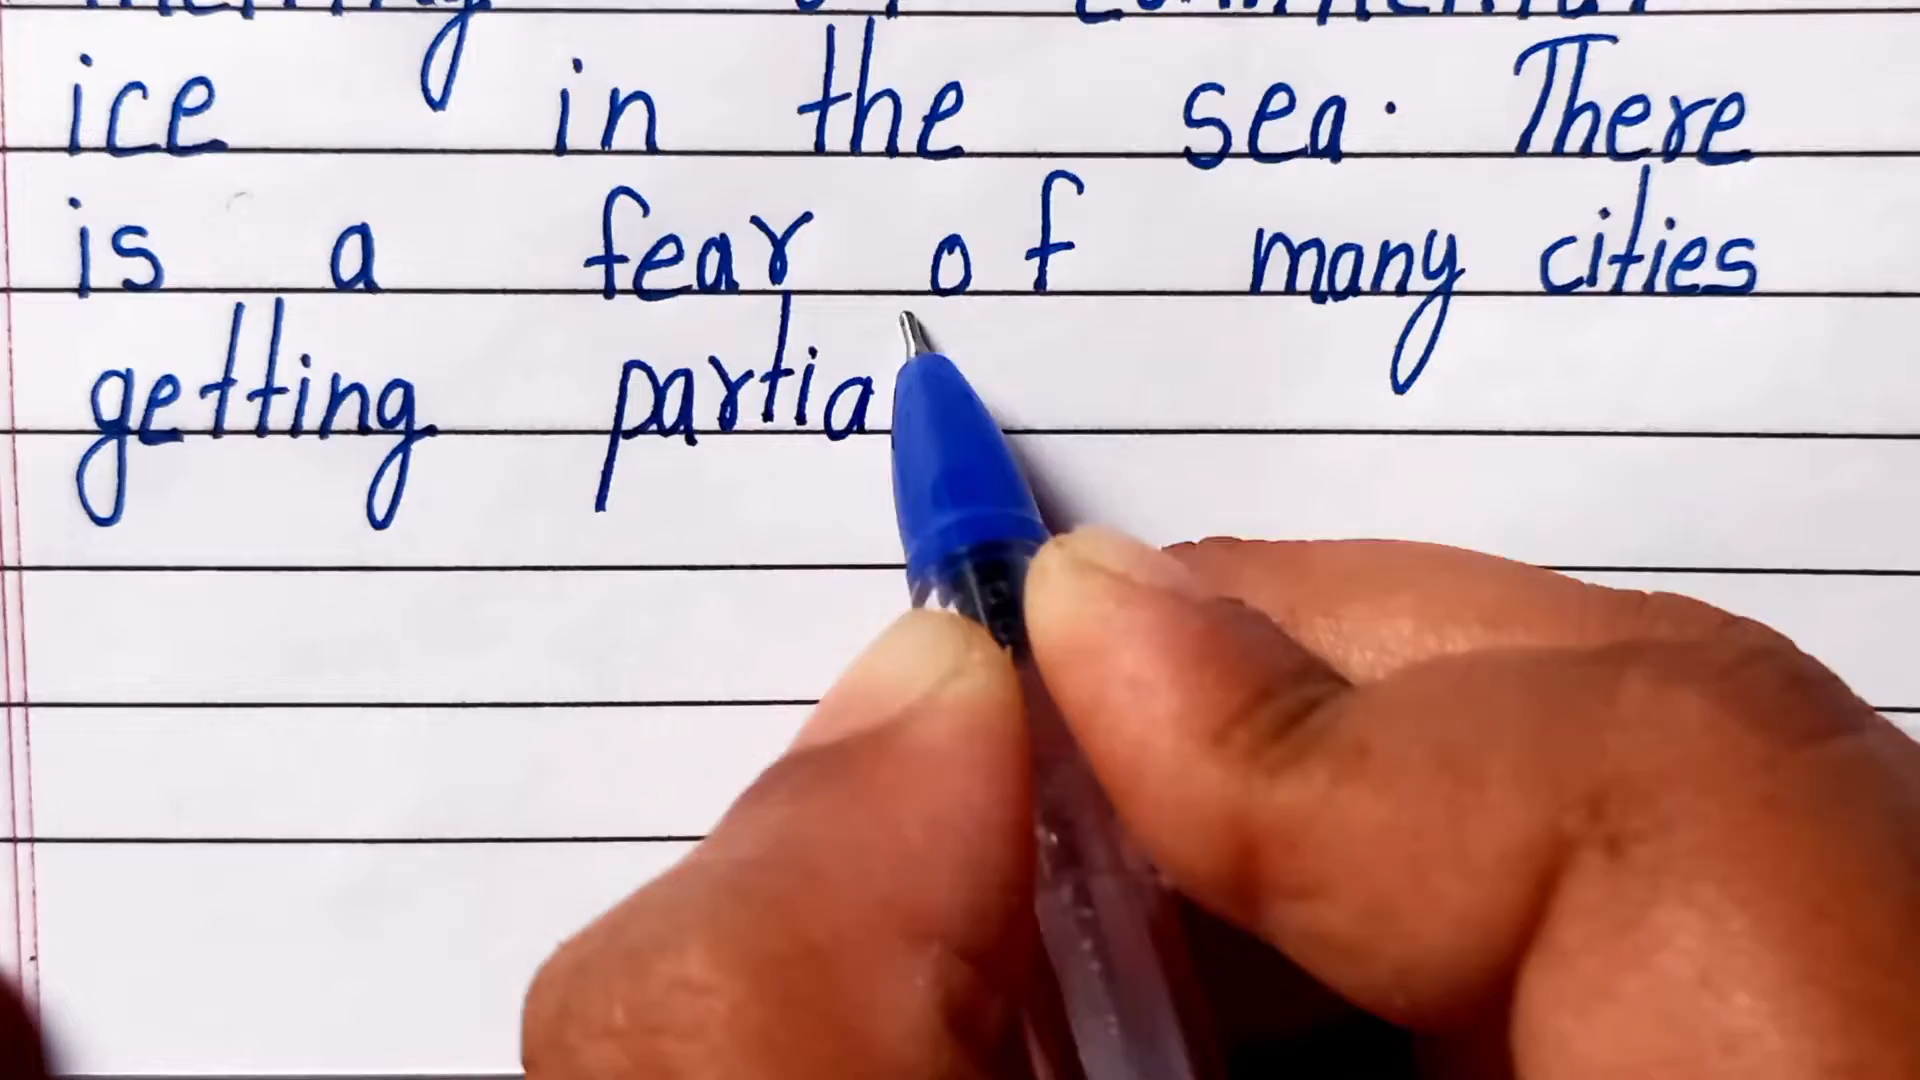 ice in the sea. There
is a fear of many cities
getting partia